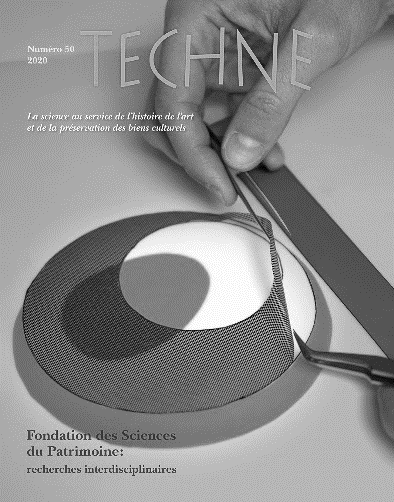 Numéro 50
2020
TECHNE
La science au service de l'histoire de l'art
et de la préservation des biens culturels
Fondation des Sciences
du Patrimoine:
recherches interdisciplinaires